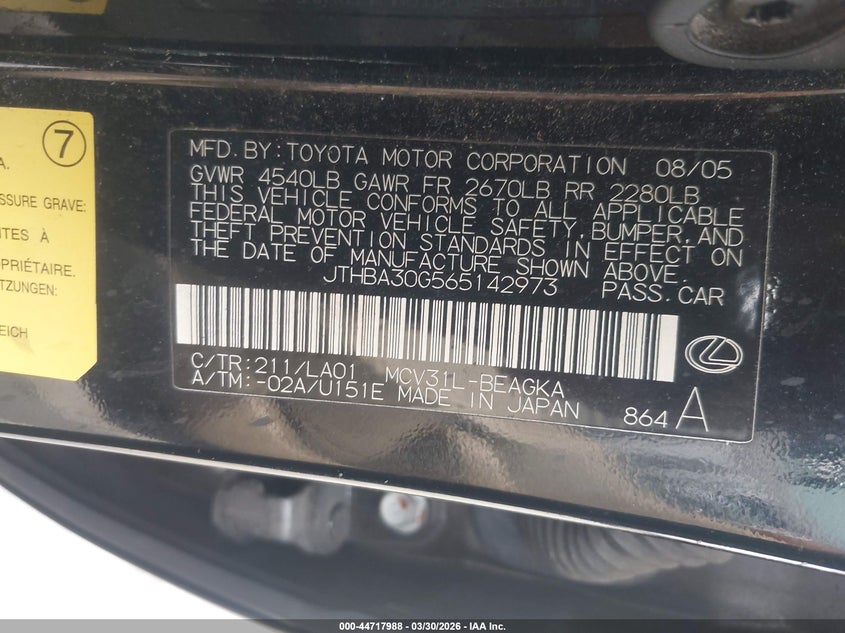 7
A.
SSURE GRAVE:
ITES À
PRIÉTAIRE.
TZUNGEN:
EICH
MFD. BY: TOYOTA MOTOR CORPORATION 08/05
GVWR 4540LB GAWR FR 2670LB RR 2280LB
THIS VEHICLE CONFORMS TO ALL APPLICABLE
FEDERAL MOTOR VEHICLE SAFETY, BUMPER, AND
THEFT PREVENTION STANDARDS IN EFFECT ON
THE DATE OF MANUFACTURE SHOWN ABOVE.
JTHBA30G565142973 PASS. CAR
C/TR: 211/LA01 MCV31L-BEAGKA
A/TM: -02A/U151E MADE IN JAPAN 864 A
000-44717988 — 03/30/2026 — IAA Inc.